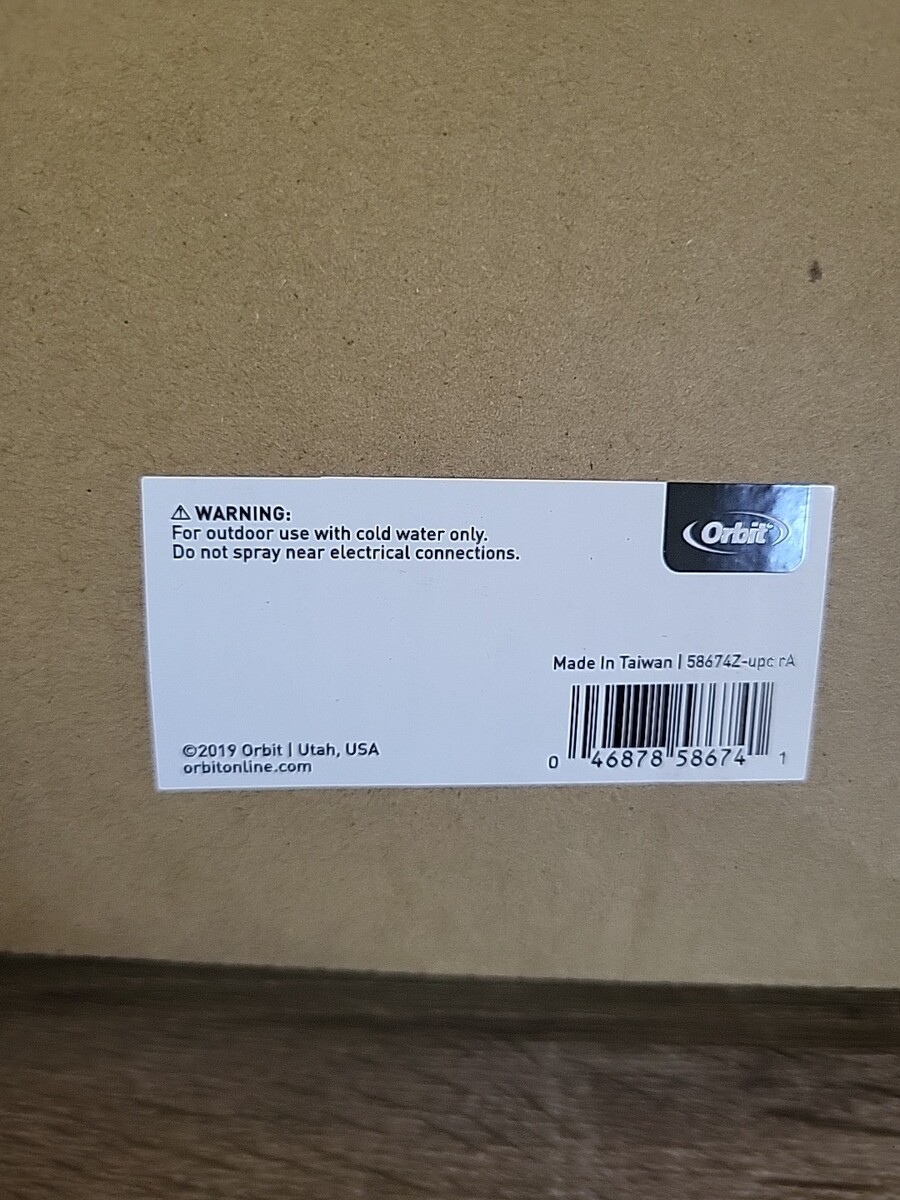 ⚠ WARNING:
For outdoor use with cold water only.
Do not spray near electrical connections.
Orbit®
Made In Taiwan | 58674Z-upc rA
0 46878 58674 1
©2019 Orbit | Utah, USA
orbitonline.com